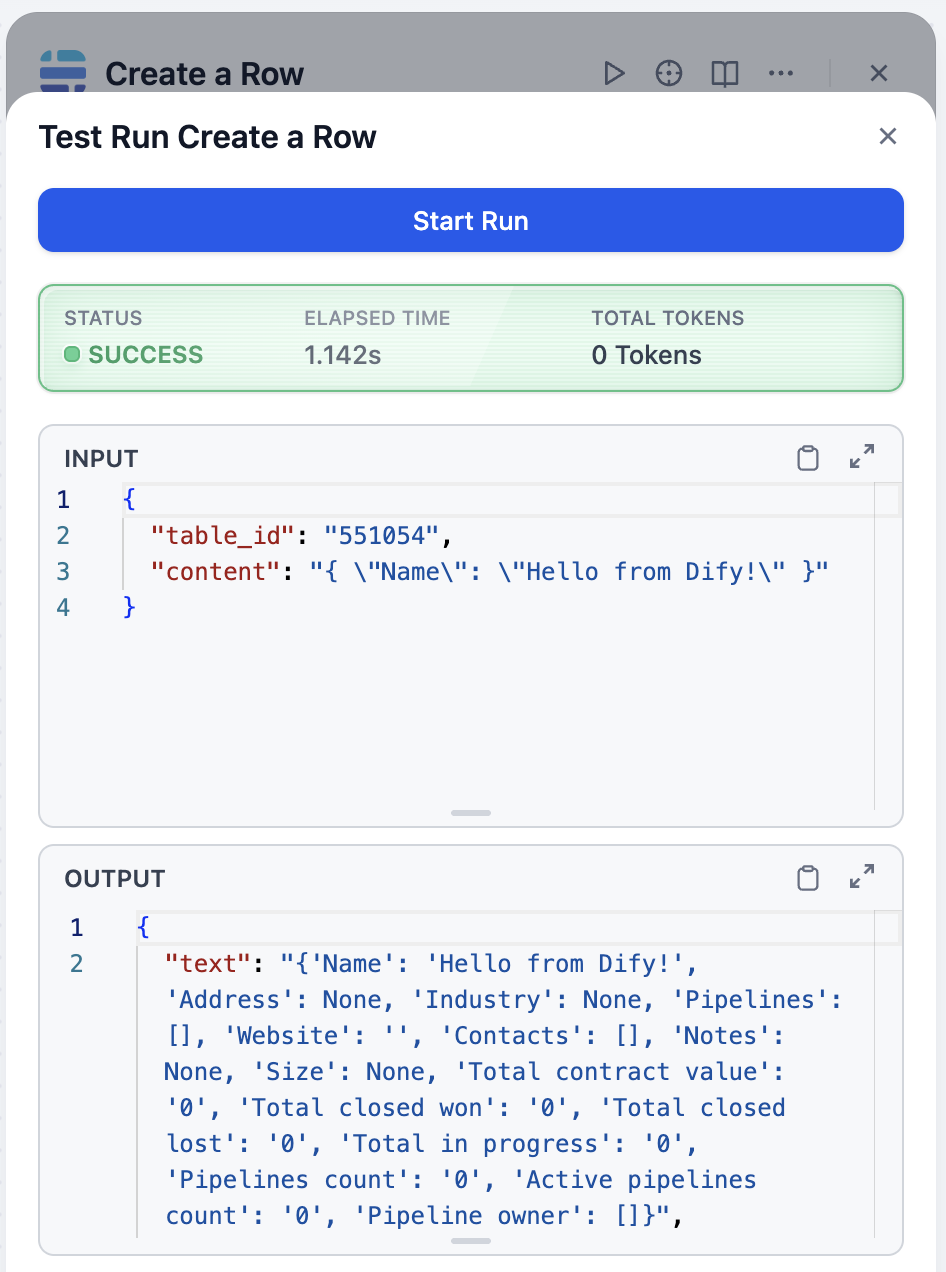 Create a Row
Test Run Create a Row
Start Run
STATUS
SUCCESS
ELAPSED TIME
1.142s
TOTAL TOKENS
0 Tokens
INPUT
1 {
2 "table_id": "551054",
3 "content": "{ \"Name\": \"Hello from Dify!\" }"
4 }
OUTPUT
1 {
2 "text": "{'Name': 'Hello from Dify!',
'Address': None, 'Industry': None, 'Pipelines':
[], 'Website': '', 'Contacts': [], 'Notes':
None, 'Size': None, 'Total contract value':
'0', 'Total closed won': '0', 'Total closed
lost': '0', 'Total in progress': '0',
'Pipelines count': '0', 'Active pipelines
count': '0', 'Pipeline owner': []}",